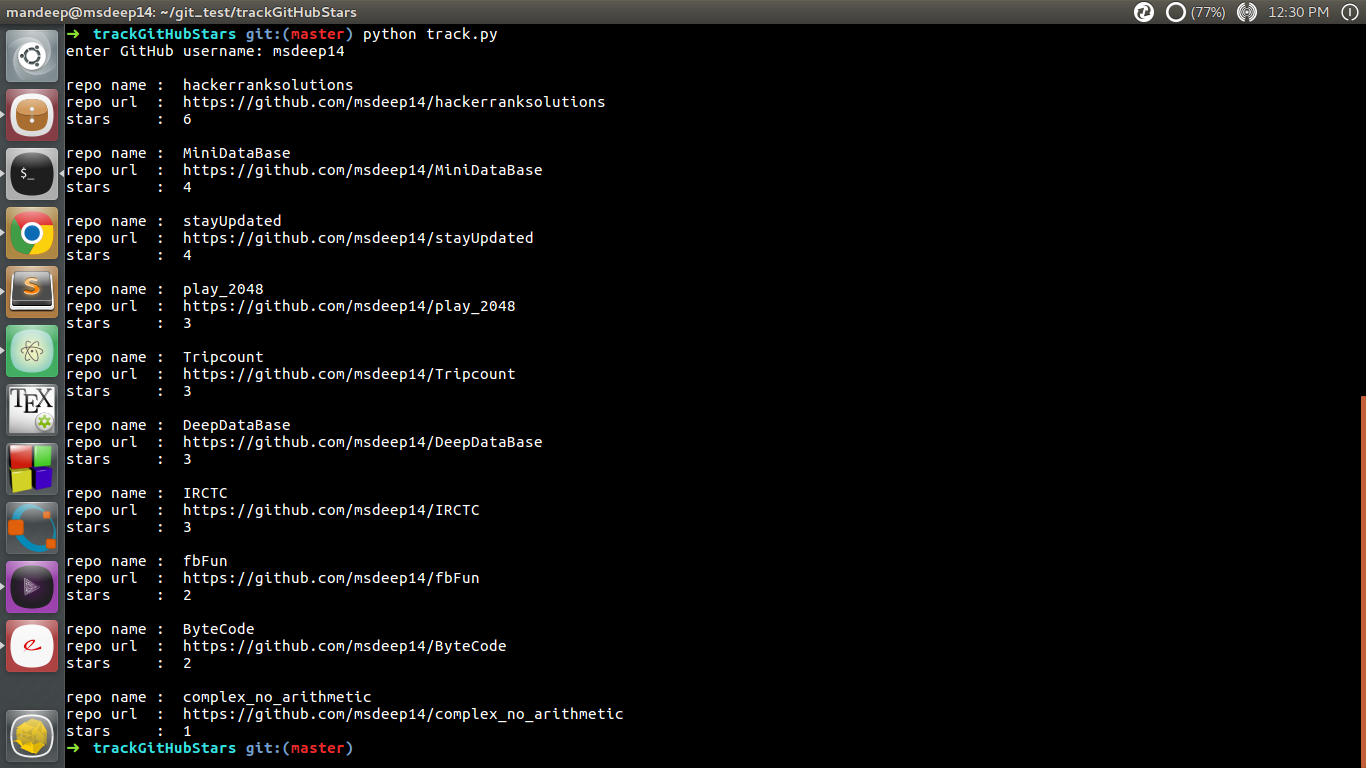 mandeep@msdeep14: ~/git_test/trackGitHubStars
(77%) 12:30 PM
➜  trackGitHubStars git:(master) python track.py
enter GitHub username: msdeep14
repo name :  hackerranksolutions
repo url  :  https://github.com/msdeep14/hackerranksolutions
stars     :  6
repo name :  MiniDataBase
repo url  :  https://github.com/msdeep14/MiniDataBase
stars     :  4
repo name :  stayUpdated
repo url  :  https://github.com/msdeep14/stayUpdated
stars     :  4
repo name :  play_2048
repo url  :  https://github.com/msdeep14/play_2048
stars     :  3
repo name :  Tripcount
repo url  :  https://github.com/msdeep14/Tripcount
stars     :  3
repo name :  DeepDataBase
repo url  :  https://github.com/msdeep14/DeepDataBase
stars     :  3
repo name :  IRCTC
repo url  :  https://github.com/msdeep14/IRCTC
stars     :  3
repo name :  fbFun
repo url  :  https://github.com/msdeep14/fbFun
stars     :  2
repo name :  ByteCode
repo url  :  https://github.com/msdeep14/ByteCode
stars     :  2
repo name :  complex_no_arithmetic
repo url  :  https://github.com/msdeep14/complex_no_arithmetic
stars     :  1
➜  trackGitHubStars git:(master)
$_
S
TEX
e